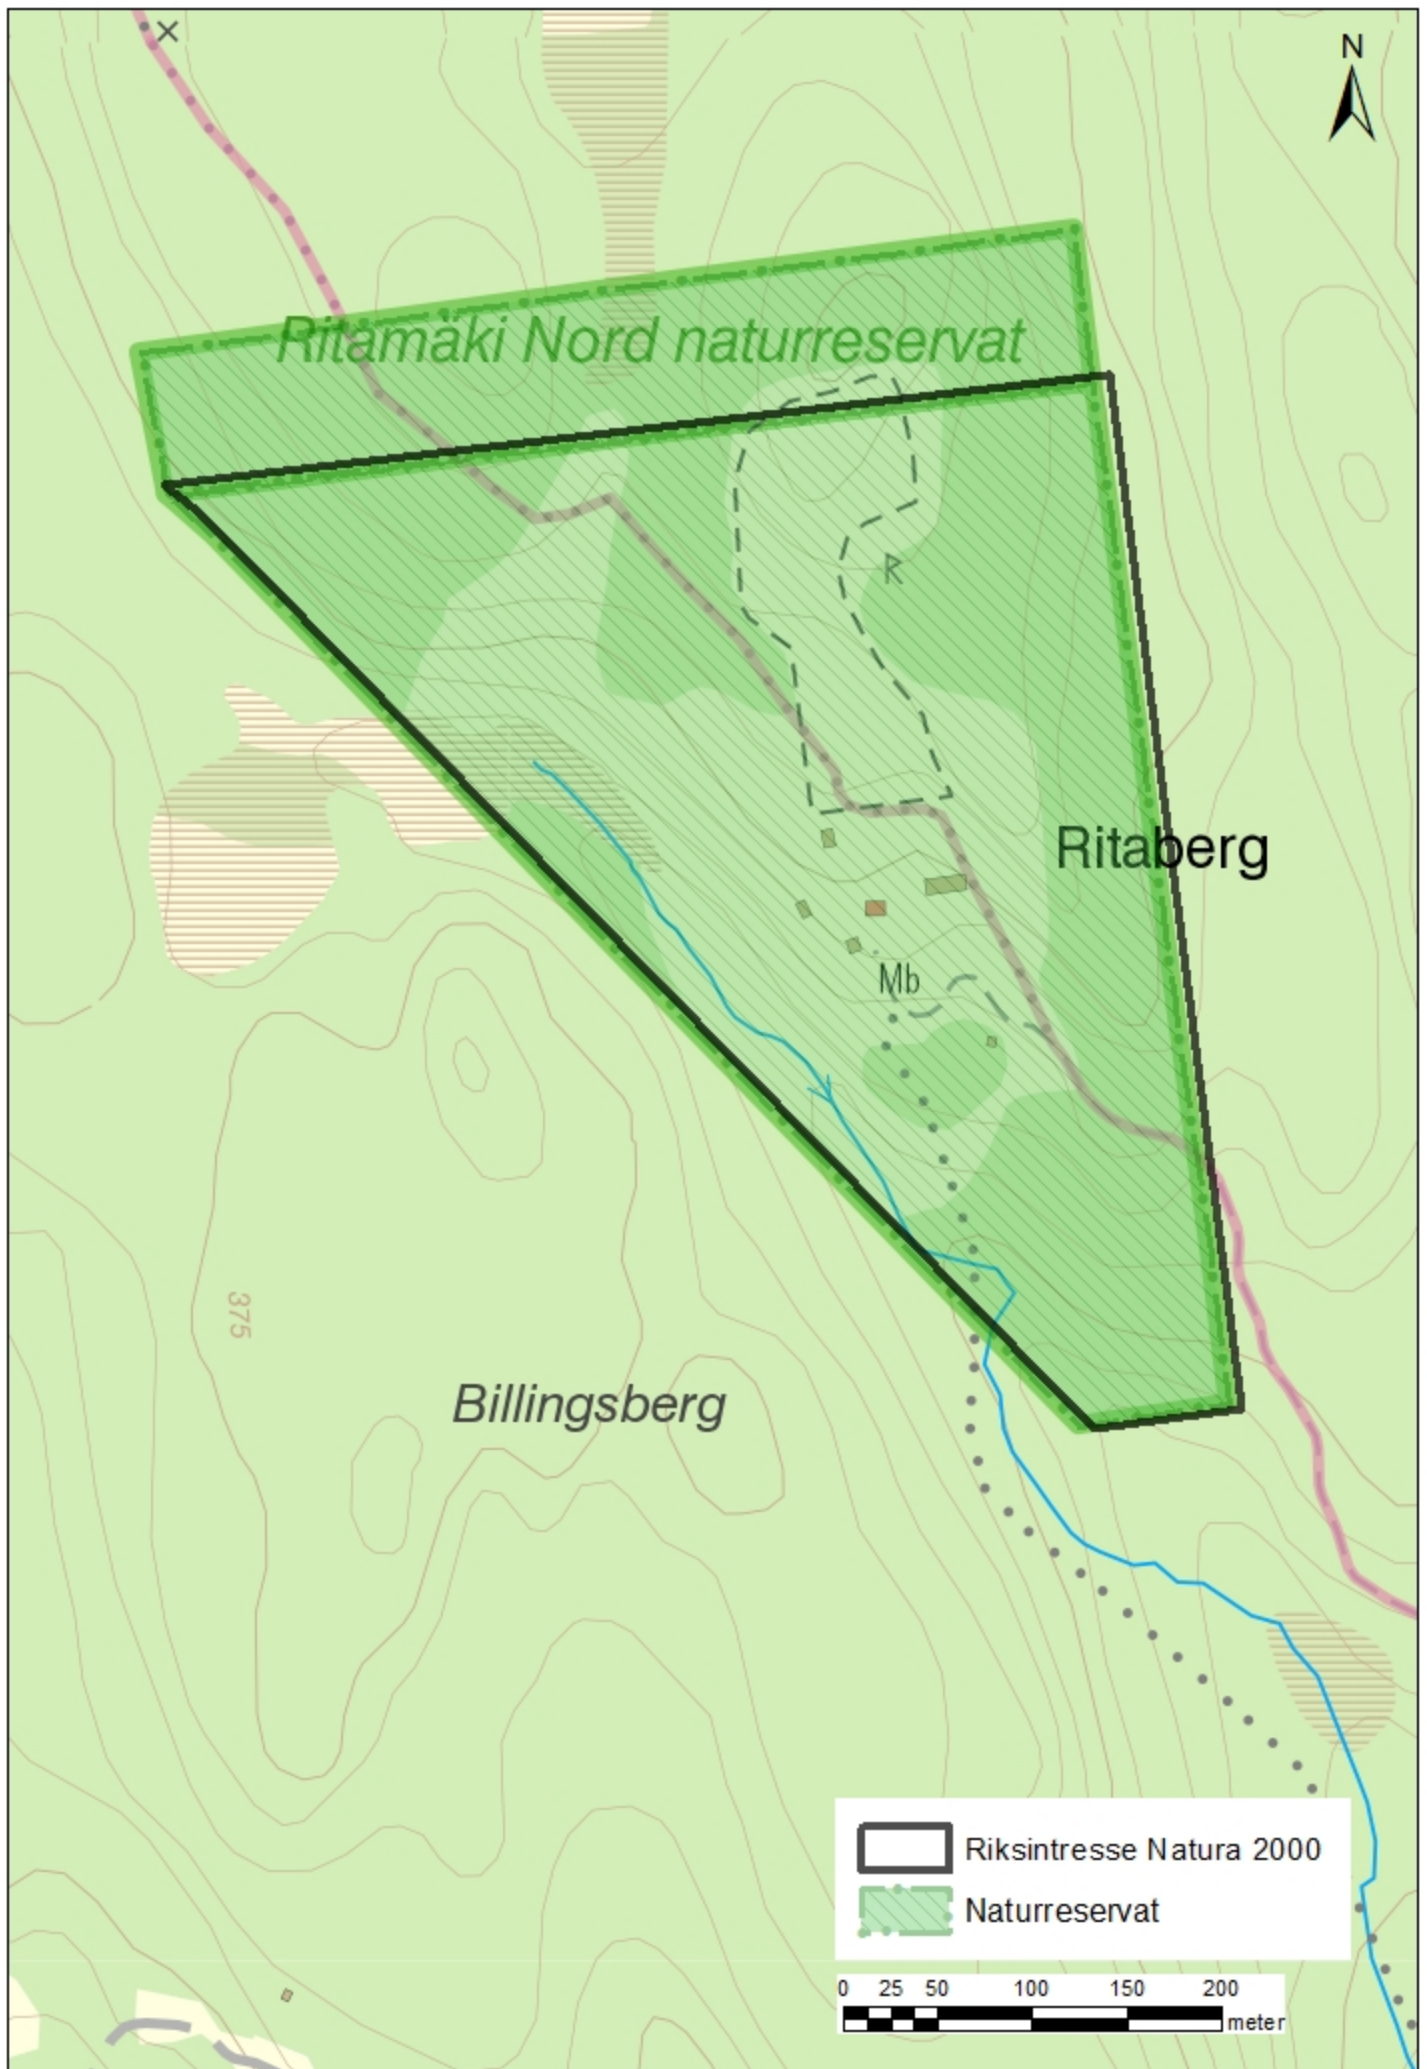 N
Ritamäki Nord naturreservat
R
Ritaberg
Mb
375
Billingsberg
Riksintresse Natura 2000
Naturreservat
0 25 50 100 150 200
meter